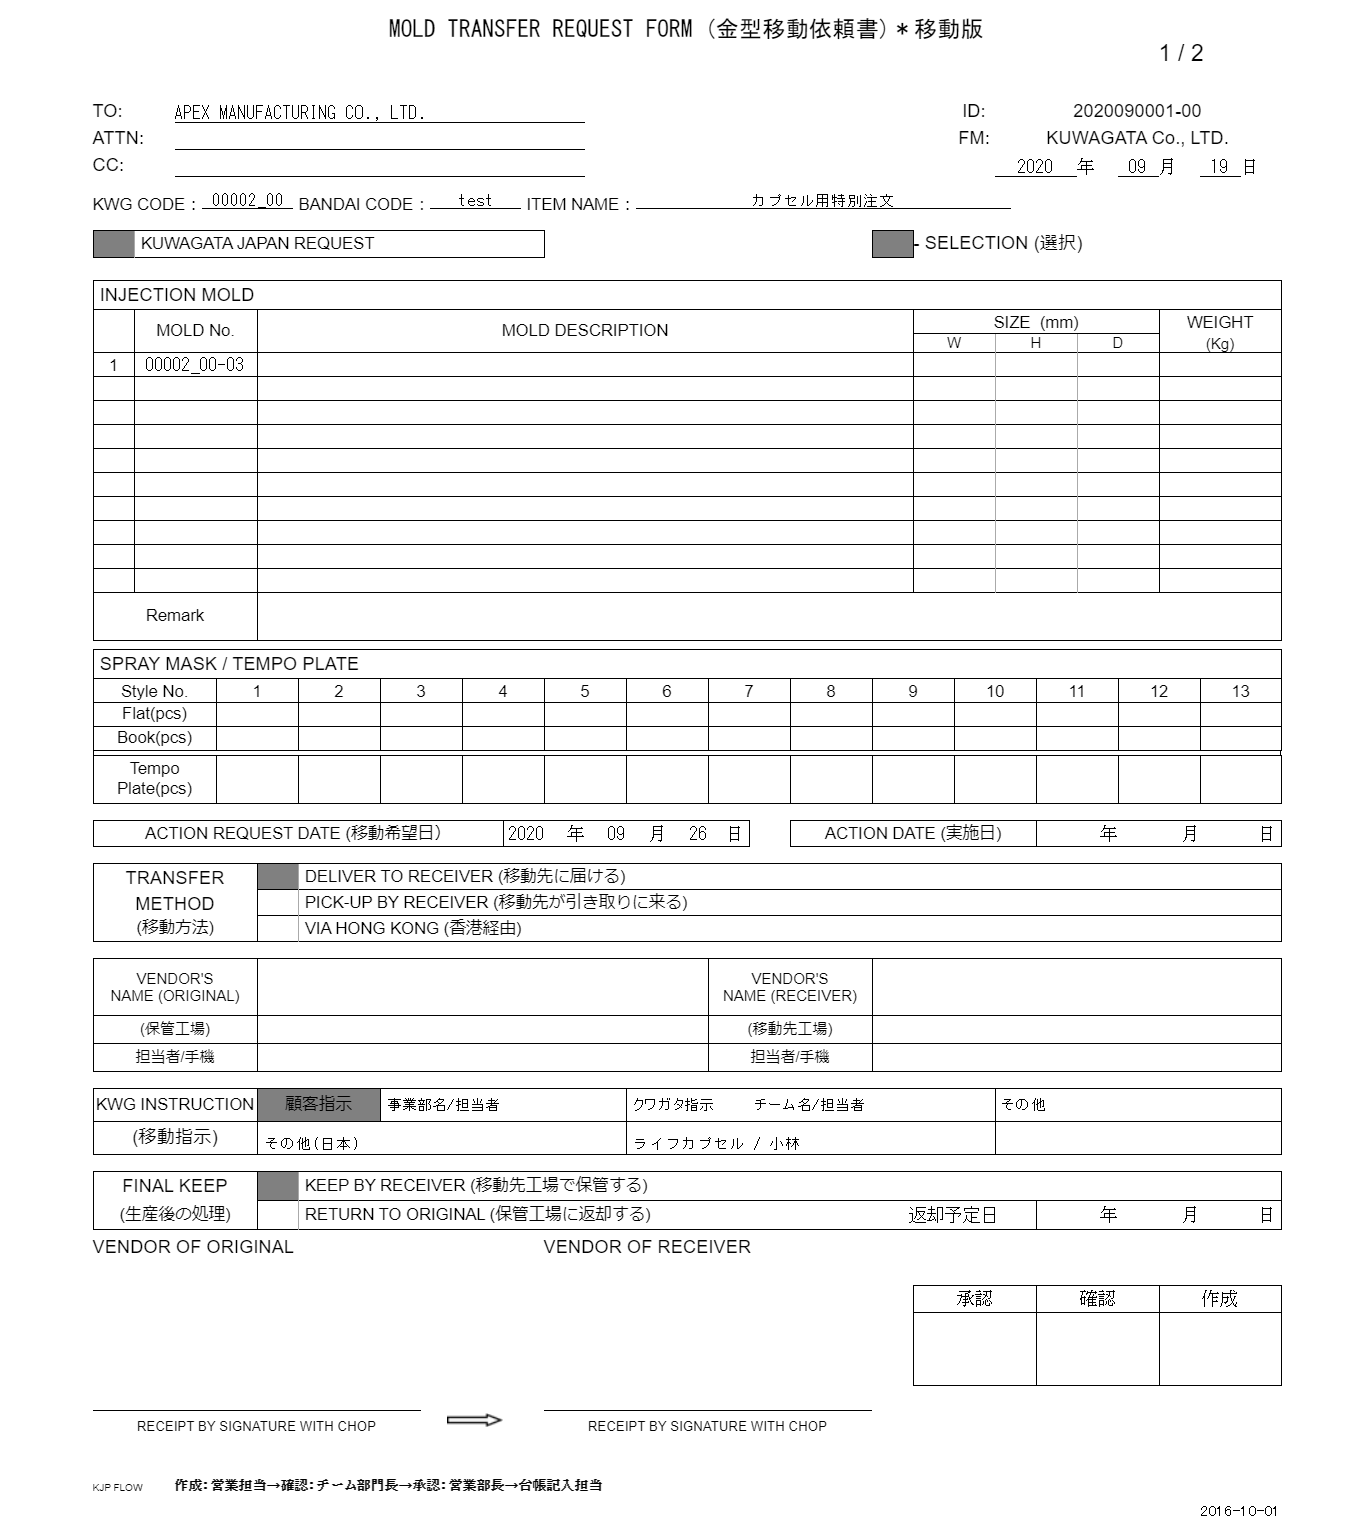 MOLD TRANSFER REQUEST FORM (金型移動依頼書)＊移動版
1 / 2
TO: APEX MANUFACTURING CO., LTD. ID: 2020090001-00
ATTN: FM: KUWAGATA Co., LTD.
CC: 2020 年 09 月 19 日
KWG CODE : 00002_00 BANDAI CODE : test ITEM NAME : カプセル用特別注文
KUWAGATA JAPAN REQUEST - SELECTION (選択)
INJECTION MOLD
MOLD No. MOLD DESCRIPTION SIZE (mm) WEIGHT
W H D (Kg)
1 00002_00-03
Remark
SPRAY MASK / TEMPO PLATE
Style No. 1 2 3 4 5 6 7 8 9 10 11 12 13
Flat(pcs)
Book(pcs)
Tempo
Plate(pcs)
ACTION REQUEST DATE (移動希望日) 2020 年 09 月 26 日 ACTION DATE (実施日) 年 月 日
TRANSFER DELIVER TO RECEIVER (移動先に届ける)
METHOD PICK-UP BY RECEIVER (移動先が引き取りに来る)
(移動方法) VIA HONG KONG (香港経由)
VENDOR'S VENDOR'S
NAME (ORIGINAL) NAME (RECEIVER)
(保管工場) (移動先工場)
担当者/手機 担当者/手機
KWG INSTRUCTION 顧客指示 事業部名/担当者 クワガタ指示 チーム名/担当者 その他
(移動指示) その他(日本) ライフカプセル / 小林
FINAL KEEP KEEP BY RECEIVER (移動先工場で保管する)
(生産後の処理) RETURN TO ORIGINAL (保管工場に返却する) 返却予定日 年 月 日
VENDOR OF ORIGINAL VENDOR OF RECEIVER
承認 確認 作成
RECEIPT BY SIGNATURE WITH CHOP RECEIPT BY SIGNATURE WITH CHOP
KJP FLOW 作成：営業担当→確認：チーム部門長→承認：営業部長→台帳記入担当
2016-10-01